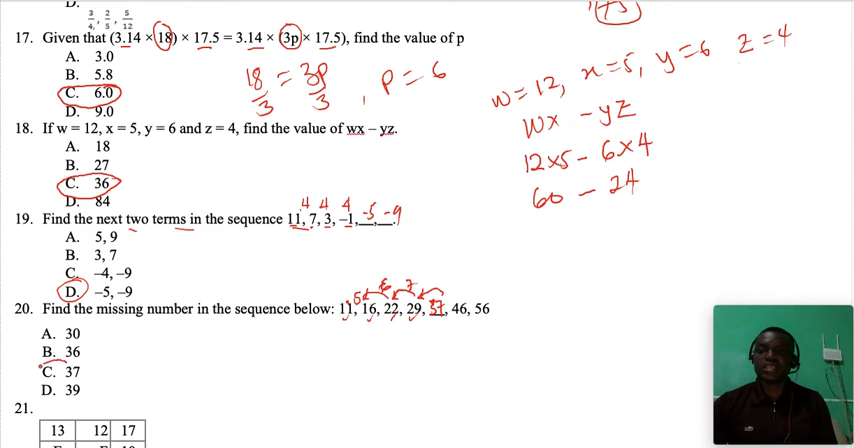 D. 3/4, 2/5, 5/12
17. Given that (3.14 × 18) × 17.5 = 3.14 × (3p × 17.5), find the value of p
A. 3.0
B. 5.8
C. 6.0
D. 9.0
18/3 = 3p/3, p = 6
w = 12, x = 5, y = 6 z = 4
wx - yz
12 x 5 - 6 x 4
60 - 24
18. If w = 12, x = 5, y = 6 and z = 4, find the value of wx – yz.
A. 18
B. 27
C. 36
D. 84
4 4 4 -5 -9
19. Find the next two terms in the sequence 11, 7, 3, –1,__,__.
A. 5, 9
B. 3, 7
C. –4, –9
D. –5, –9
5 6 7
20. Find the missing number in the sequence below: 11, 16, 22, 29, 37, 46, 56
A. 30
B. 36
C. 37
D. 39
21.
13 12 17